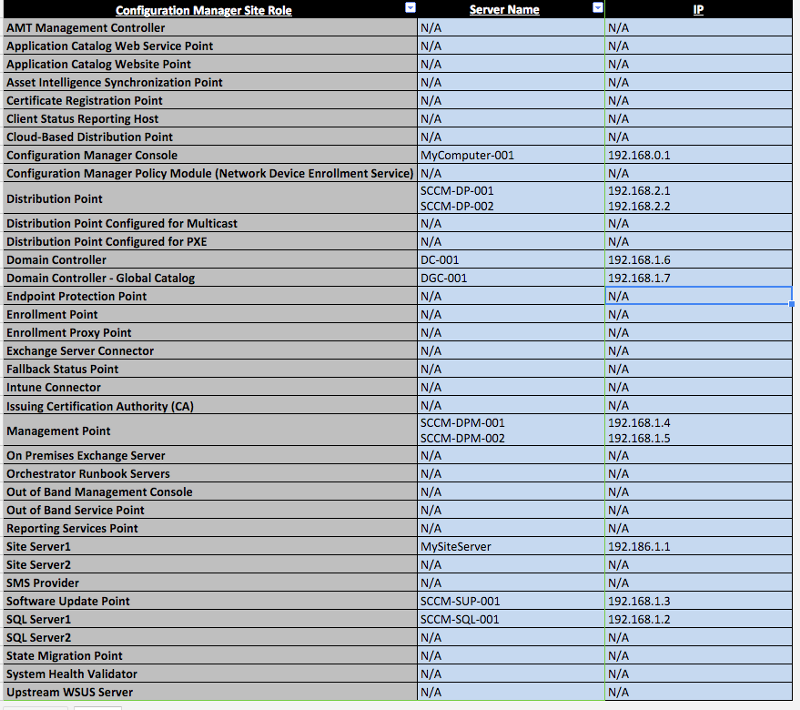 Configuration Manager Site Role Server Name IP
AMT Management Controller N/A N/A
Application Catalog Web Service Point N/A N/A
Application Catalog Website Point N/A N/A
Asset Intelligence Synchronization Point N/A N/A
Certificate Registration Point N/A N/A
Client Status Reporting Host N/A N/A
Cloud-Based Distribution Point N/A N/A
Configuration Manager Console MyComputer-001 192.168.0.1
Configuration Manager Policy Module (Network Device Enrollment Service) N/A N/A
Distribution Point SCCM-DP-001 192.168.2.1
SCCM-DP-002 192.168.2.2
Distribution Point Configured for Multicast N/A N/A
Distribution Point Configured for PXE N/A N/A
Domain Controller DC-001 192.168.1.6
Domain Controller - Global Catalog DGC-001 192.168.1.7
Endpoint Protection Point N/A N/A
Enrollment Point N/A N/A
Enrollment Proxy Point N/A N/A
Exchange Server Connector N/A N/A
Fallback Status Point N/A N/A
Intune Connector N/A N/A
Issuing Certification Authority (CA) N/A N/A
Management Point SCCM-DPM-001 192.168.1.4
SCCM-DPM-002 192.168.1.5
On Premises Exchange Server N/A N/A
Orchestrator Runbook Servers N/A N/A
Out of Band Management Console N/A N/A
Out of Band Service Point N/A N/A
Reporting Services Point N/A N/A
Site Server1 MySiteServer 192.186.1.1
Site Server2 N/A N/A
SMS Provider N/A N/A
Software Update Point SCCM-SUP-001 192.168.1.3
SQL Server1 SCCM-SQL-001 192.168.1.2
SQL Server2 N/A N/A
State Migration Point N/A N/A
System Health Validator N/A N/A
Upstream WSUS Server N/A N/A